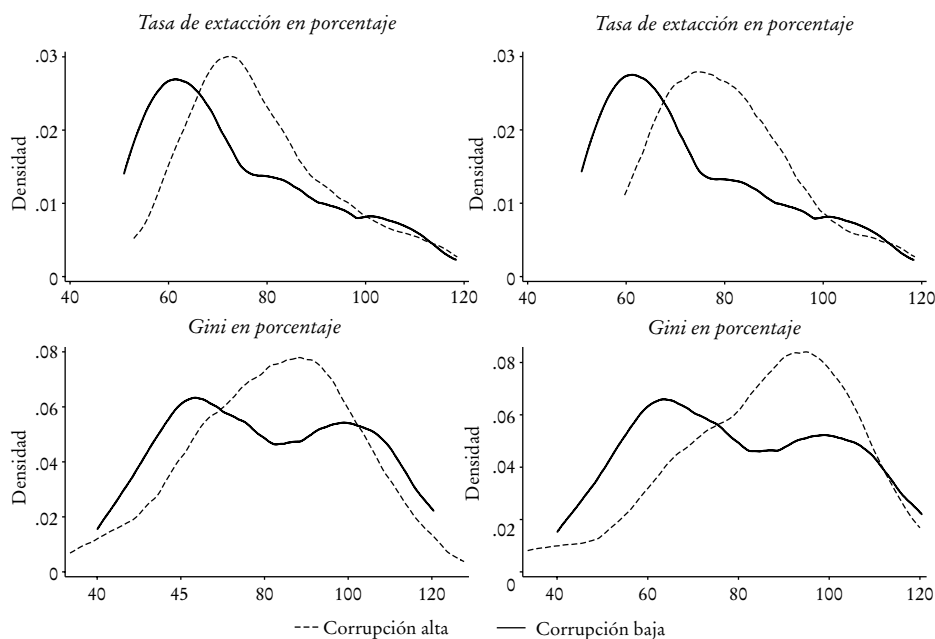 Tasa de extacción en porcentaje
Tasa de extacción en porcentaje
.03
.02
.01
0
Densidad
40 60 80 100 120
.03
.02
.01
0
Densidad
40 60 80 100 120
Gini en porcentaje
Gini en porcentaje
.08
.06
.04
.02
0
Densidad
40 45 80 100 120
.08
.06
.04
.02
0
Densidad
40 60 80 100 120
Corrupción alta Corrupción baja